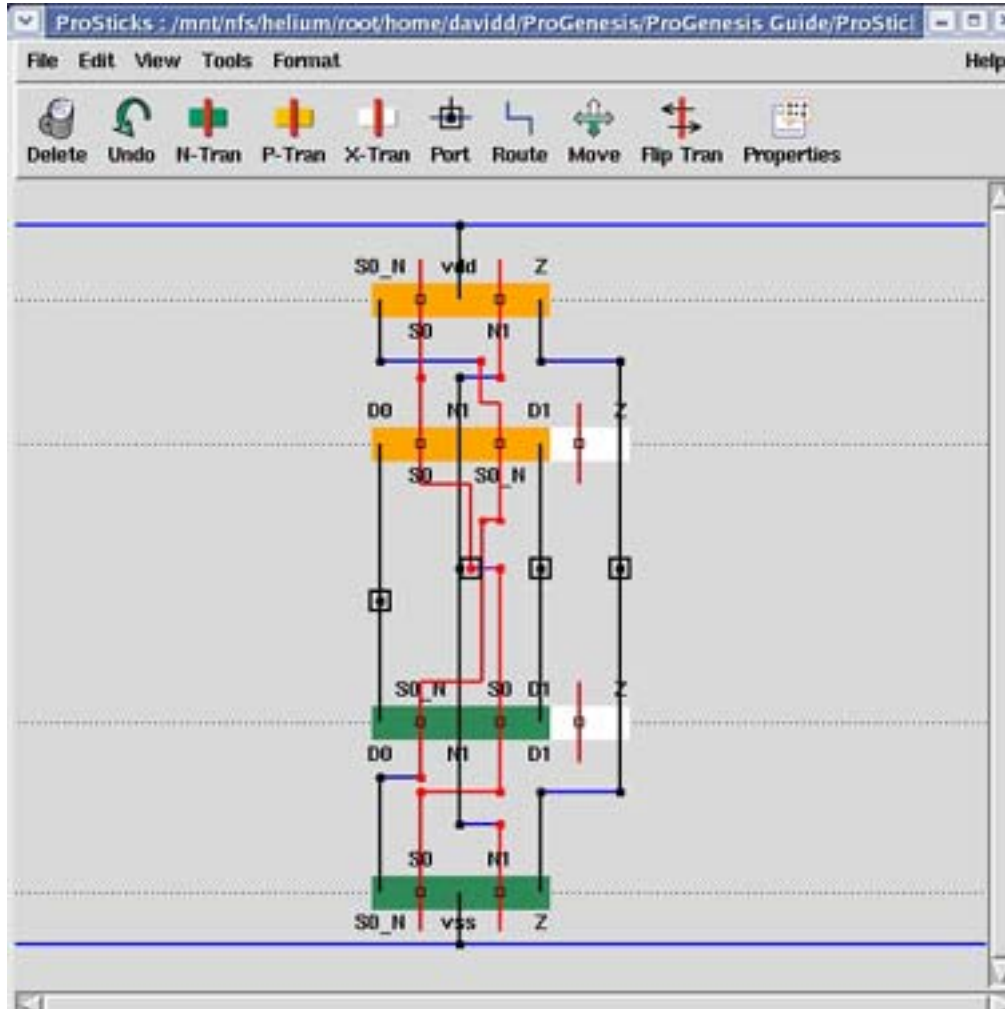 ProSticks : /mnt/nfs/helium/root/home/davidd/ProGenesis/ProGenesis Guide/ProStic
File Edit View Tools Format Help
Delete Undo N-Tran P-Tran X-Tran Port Route Move Flip Tran Properties
S0_N vdd Z
S0 N1
D0 N1 D1 Z
S0 S0_N
S0_N S0 D1 Z
D0 N1 D1
S0 N1
S0_N vss Z